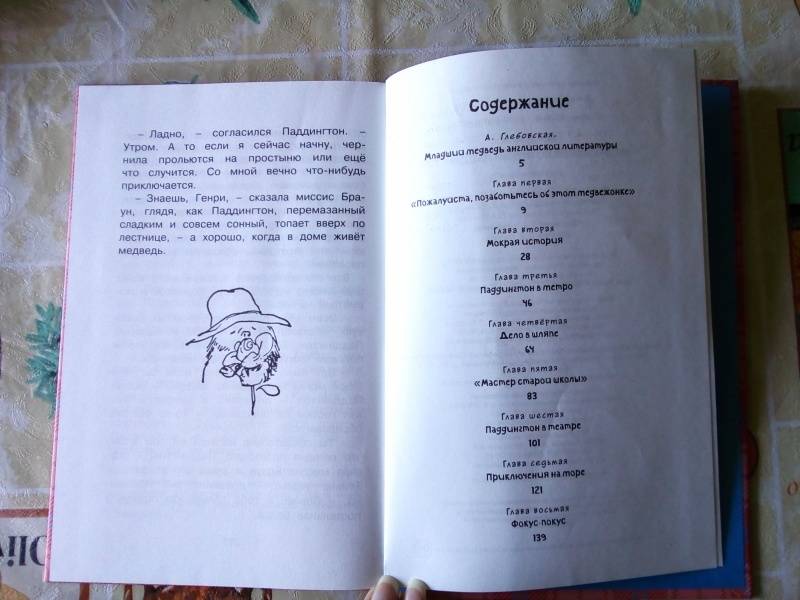 – Ладно, – согласился Паддингтон. –
Утром. А то если я сейчас начну, чер-
нила прольются на простыню или ещё
что случится. Со мной вечно что-нибудь
приключается.
– Знаешь, Генри, – сказала миссис Бра-
ун, глядя, как Паддингтон, перемазанный
сладким и совсем сонный, топает вверх по
лестнице, – а хорошо, когда в доме живёт
медведь.
Содержание
А. Глебовская.
Младший медведь английской литературы
5
Глава первая
«Пожалуйста, позаботьтесь об этом медвежонке»
9
Глава вторая
Мокрая история
28
Глава третья
Паддингтон в метро
46
Глава четвёртая
Дело в шляпе
64
Глава пятая
«Мастер старой школы»
83
Глава шестая
Паддингтон в театре
101
Глава седьмая
Приключения на море
121
Глава восьмая
Фокус-покус
139